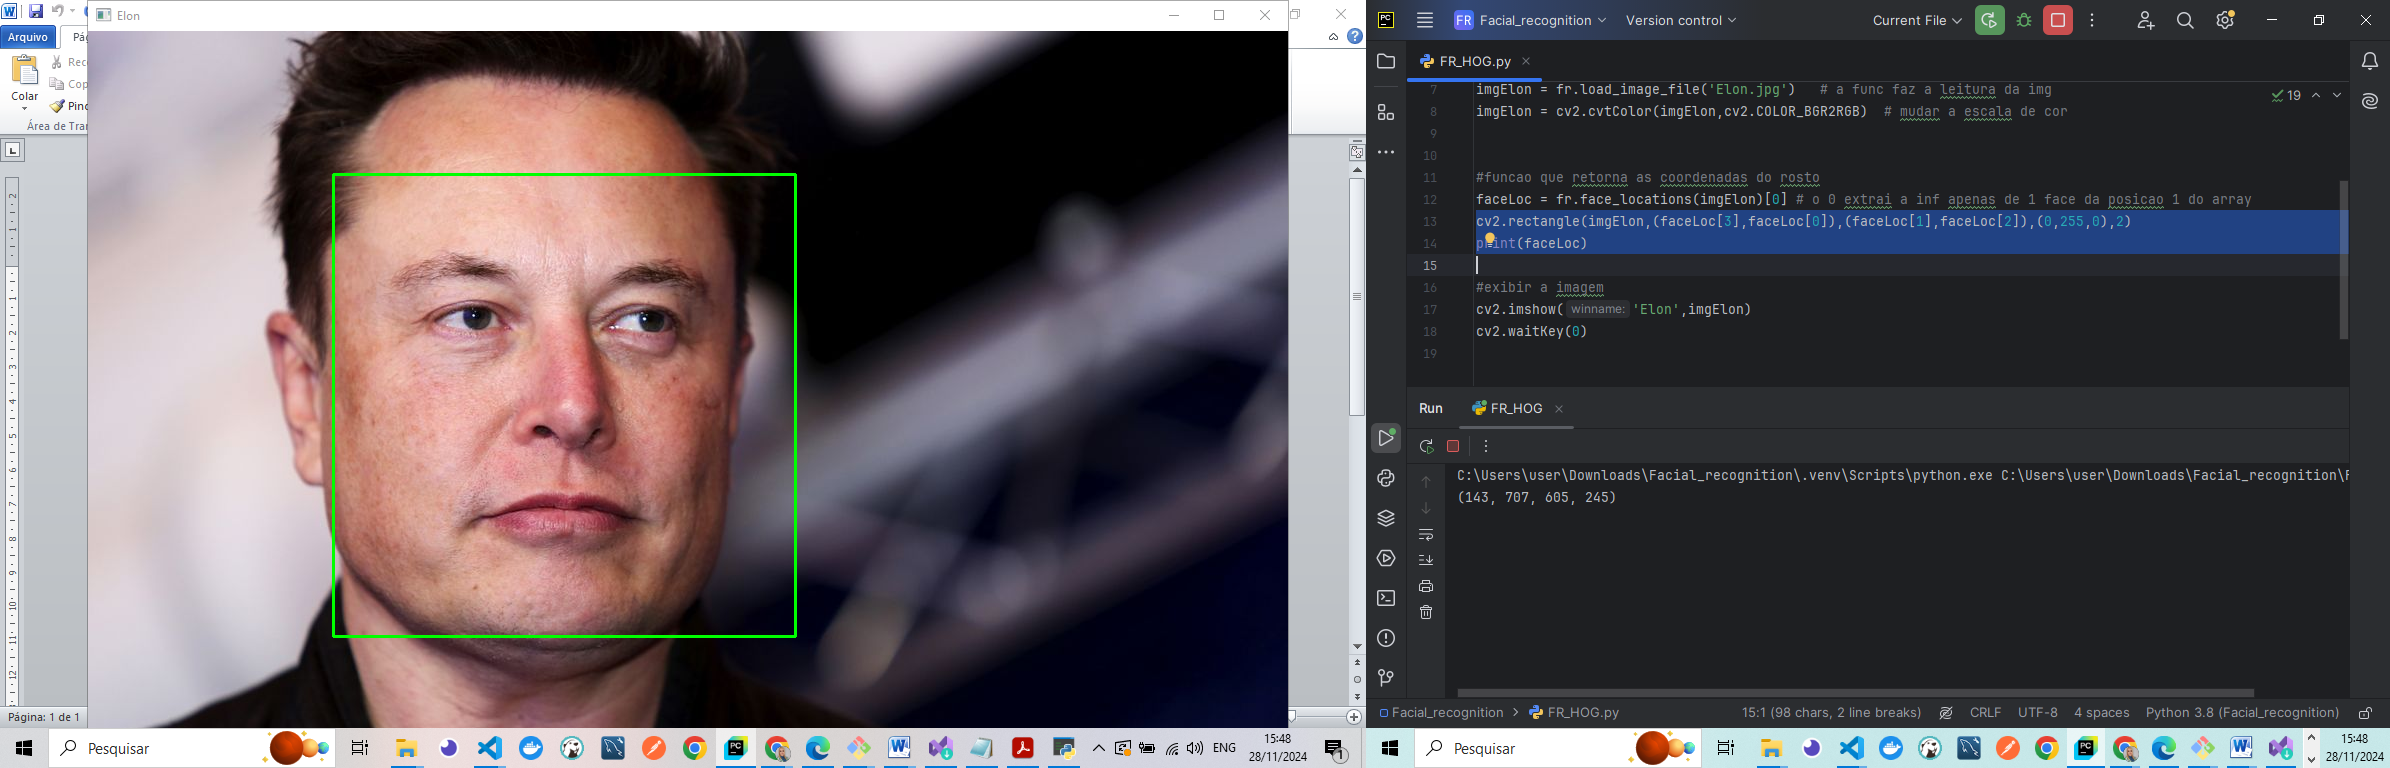 Elon
Arquivo
Pá
Colar
Reco
Cop
Pinc
Área de Tran
Página: 1 de 1
Pesquisar
ENG
15:48
28/11/2024
1
PC
FR Facial_recognition
Version control
Current File
FR_HOG.py
19
7 imgElon = fr.load_image_file('Elon.jpg')   # a func faz a leitura da img
8 imgElon = cv2.cvtColor(imgElon,cv2.COLOR_BGR2RGB)  # mudar a escala de cor
9
10
11 #funcao que retorna as coordenadas do rosto
12 faceLoc = fr.face_locations(imgElon)[0] # o 0 extrai a inf apenas de 1 face da posicao 1 do array
13 cv2.rectangle(imgElon,(faceLoc[3],faceLoc[0]),(faceLoc[1],faceLoc[2]),(0,255,0),2)
14 print(faceLoc)
15
16 #exibir a imagem
17 cv2.imshow( winname: 'Elon',imgElon)
18 cv2.waitKey(0)
19
Run
FR_HOG
C:\Users\user\Downloads\Facial_recognition\.venv\Scripts\python.exe C:\Users\user\Downloads\Facial_recognition\F
(143, 707, 605, 245)
Facial_recognition
FR_HOG.py
15:1 (98 chars, 2 line breaks)
CRLF
UTF-8
4 spaces
Python 3.8 (Facial_recognition)
Pesquisar
15:48
28/11/2024